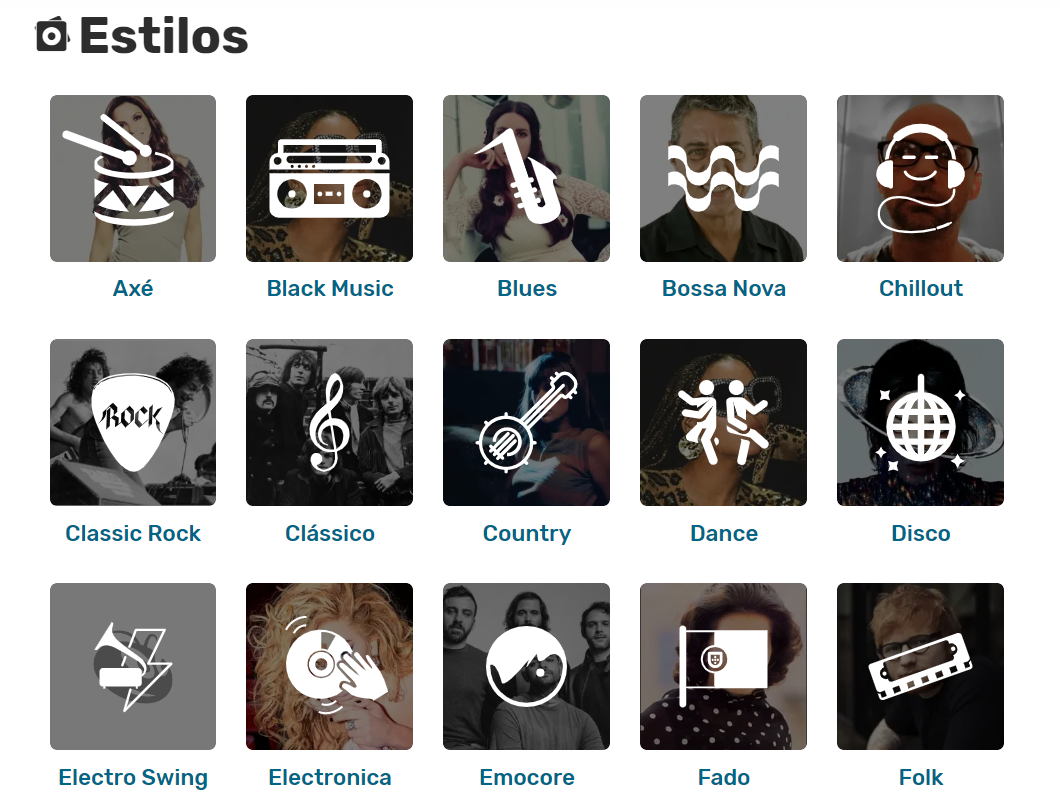 Estilos
Axé
Black Music
Blues
Bossa Nova
Chillout
ROCK
Classic Rock
Clássico
Country
Dance
Disco
Electro Swing
Electronica
Emocore
Fado
Folk